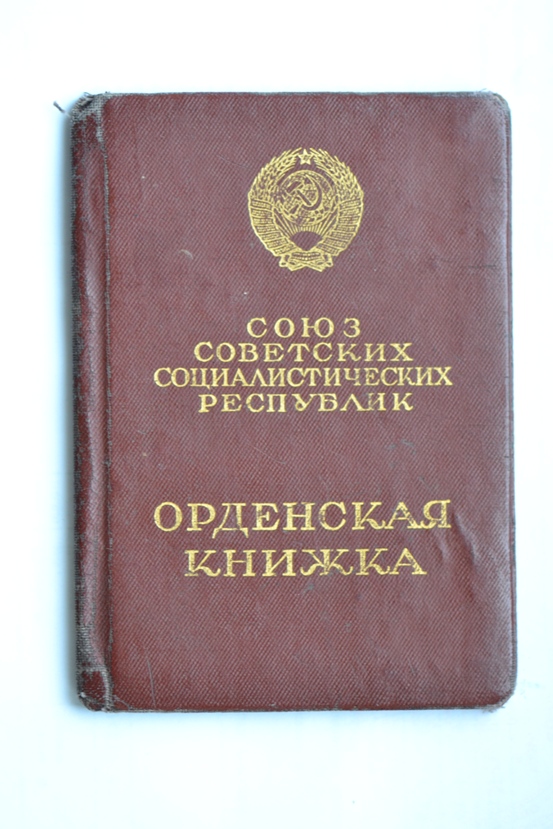 СОЮЗ
СОВЕТСКИХ
СОЦИАЛИСТИЧЕСКИХ
РЕСПУБЛИК
ОРДЕНСКАЯ
КНИЖКА